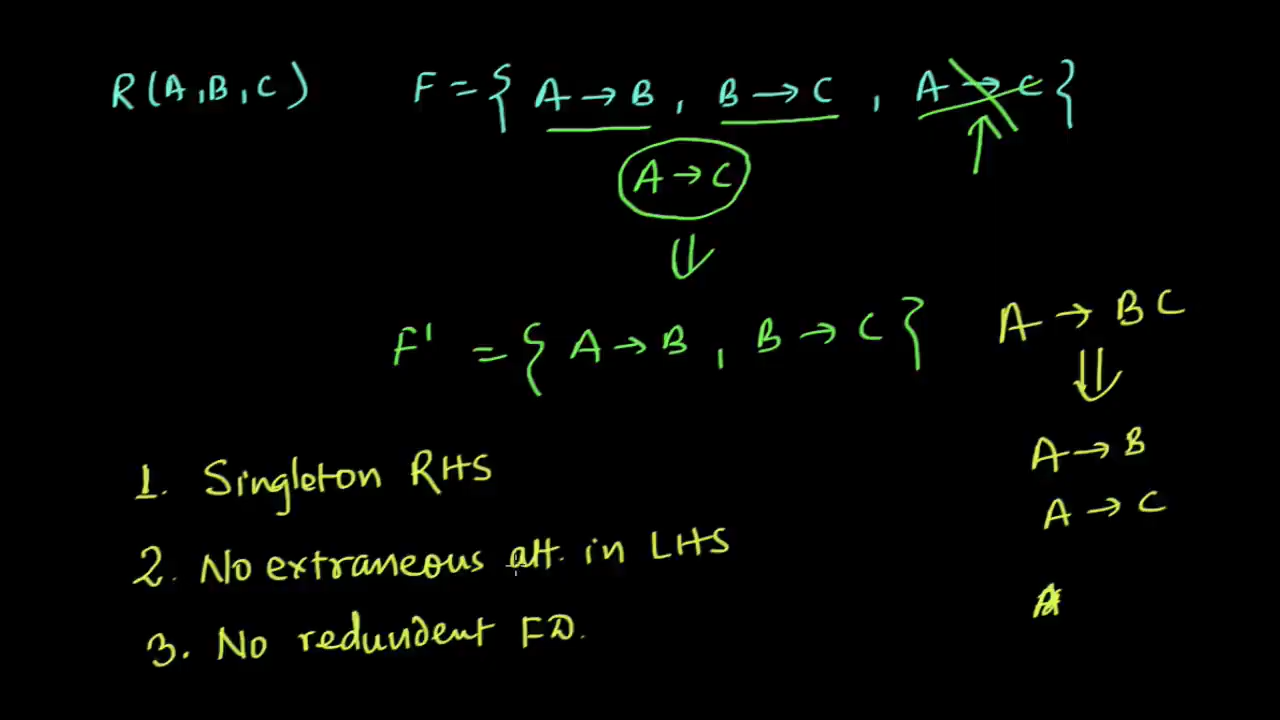 R(A,B,C) F = { A → B , B → C , A → C }
A → C
⇓
F' = { A → B , B → C } A → BC
⇓
A → B
1. Singleton RHS
A → C
2. No extraneous att. in LHS
A
3. No redundent FD.